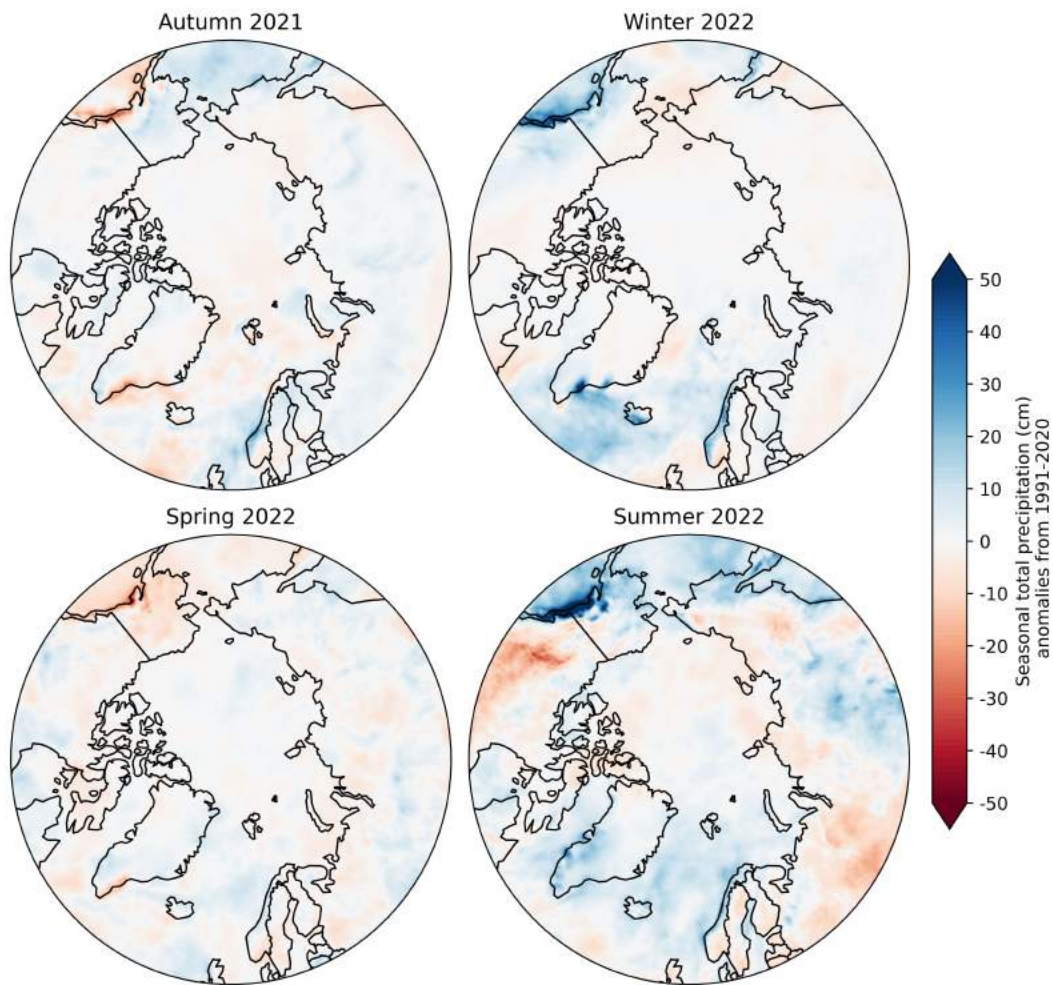 Autumn 2021
Winter 2022
Spring 2022
Summer 2022
50
40
30
20
10
0
-10
-20
-30
-40
-50
Seasonal total precipitation (cm)
anomalies from 1991-2020